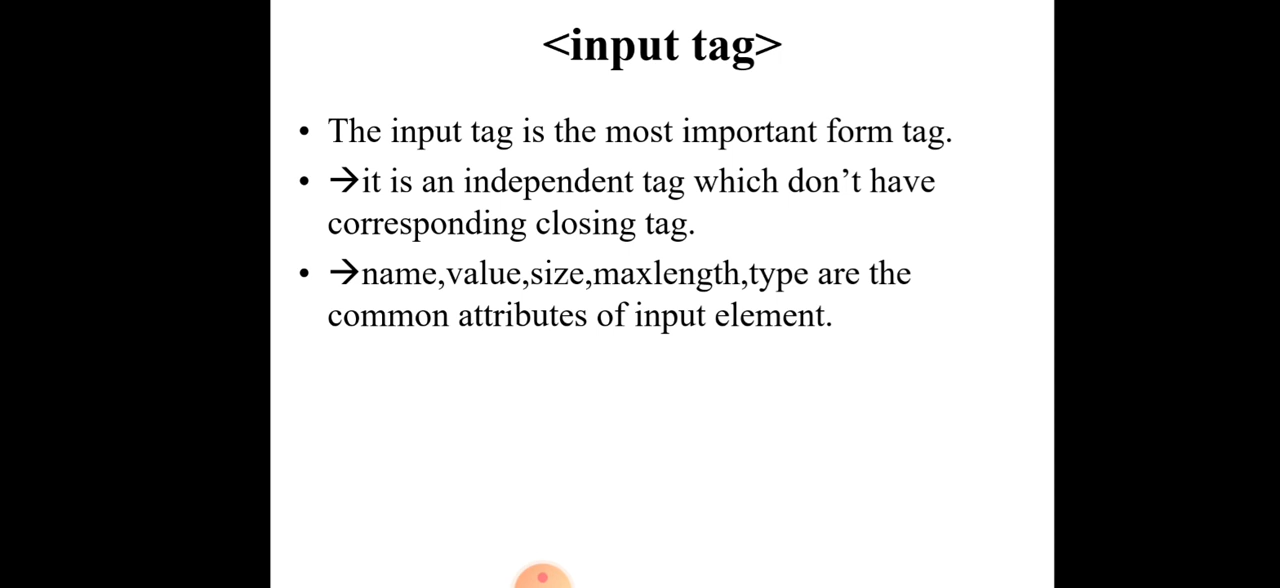 <input tag>
• The input tag is the most important form tag.
• →it is an independent tag which don’t have
corresponding closing tag.
• →name,value,size,maxlength,type are the
common attributes of input element.